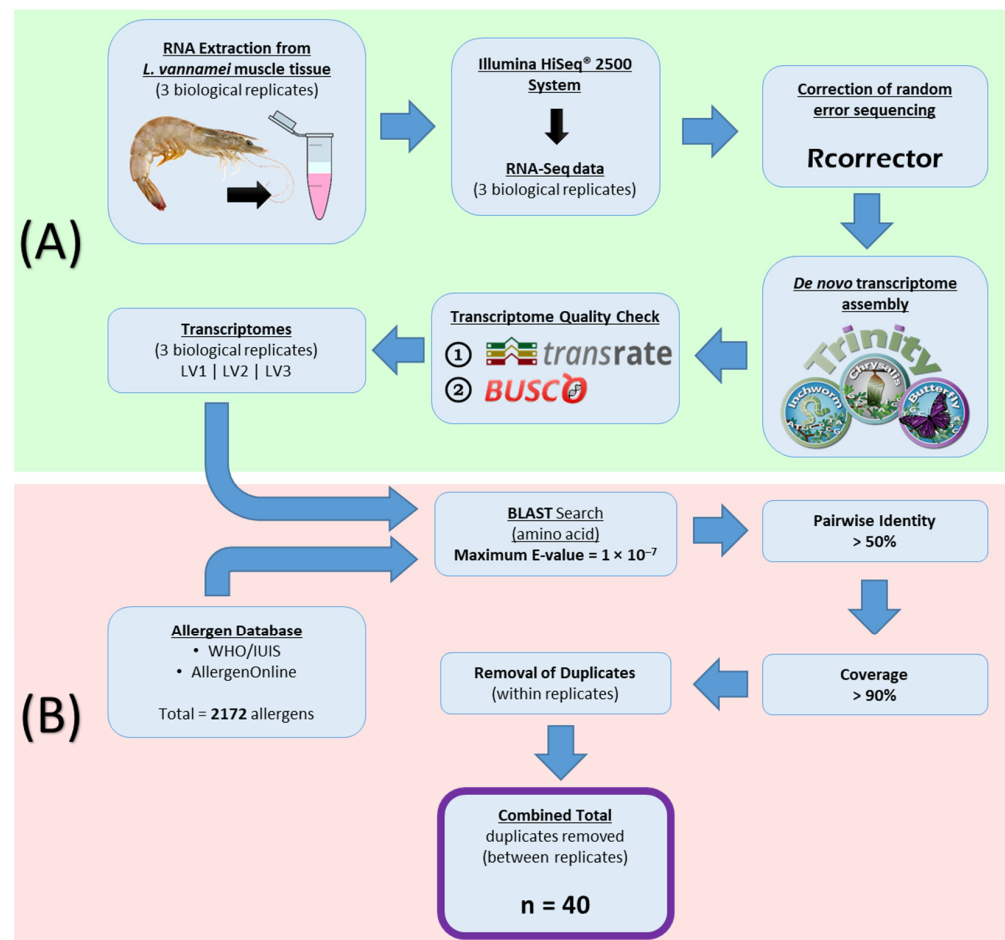 (A)
RNA Extraction from
L. vannamei muscle tissue
(3 biological replicates)
Illumina HiSeq® 2500
System
RNA-Seq data
(3 biological replicates)
Correction of random
error sequencing
Rcorrector
De novo transcriptome
assembly
Trinity
Inchworm
Chrysalis
Butterfly
Transcriptome Quality Check
1 transrate
2 BUSCO
Transcriptomes
(3 biological replicates)
LV1 | LV2 | LV3
(B)
Allergen Database
• WHO/IUIS
• AllergenOnline
Total = 2172 allergens
BLAST Search
(amino acid)
Maximum E-value = 1 × 10⁻⁷
Pairwise Identity
> 50%
Coverage
> 90%
Removal of Duplicates
(within replicates)
Combined Total
duplicates removed
(between replicates)
n = 40